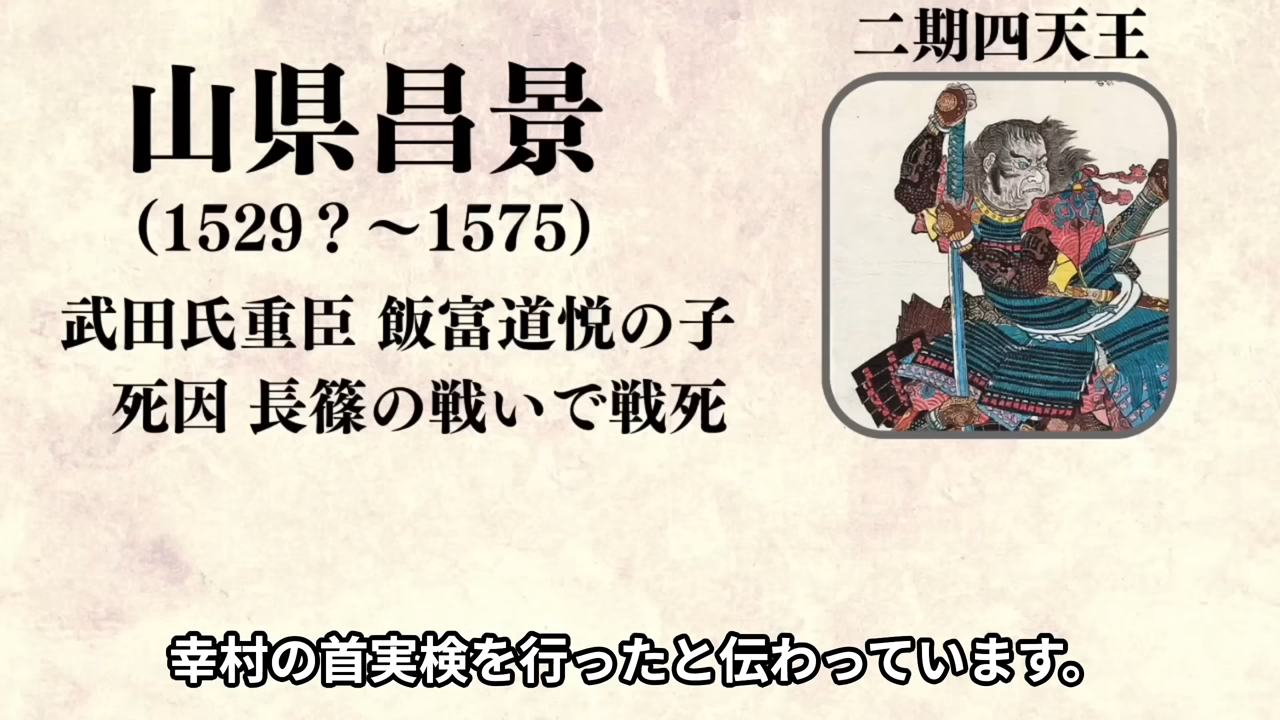 二期四天王
山県昌景
(1529？～1575)
武田氏重臣 飯富道悦の子
死因 長篠の戦いで戦死
幸村の首実検を行ったと伝わっています。